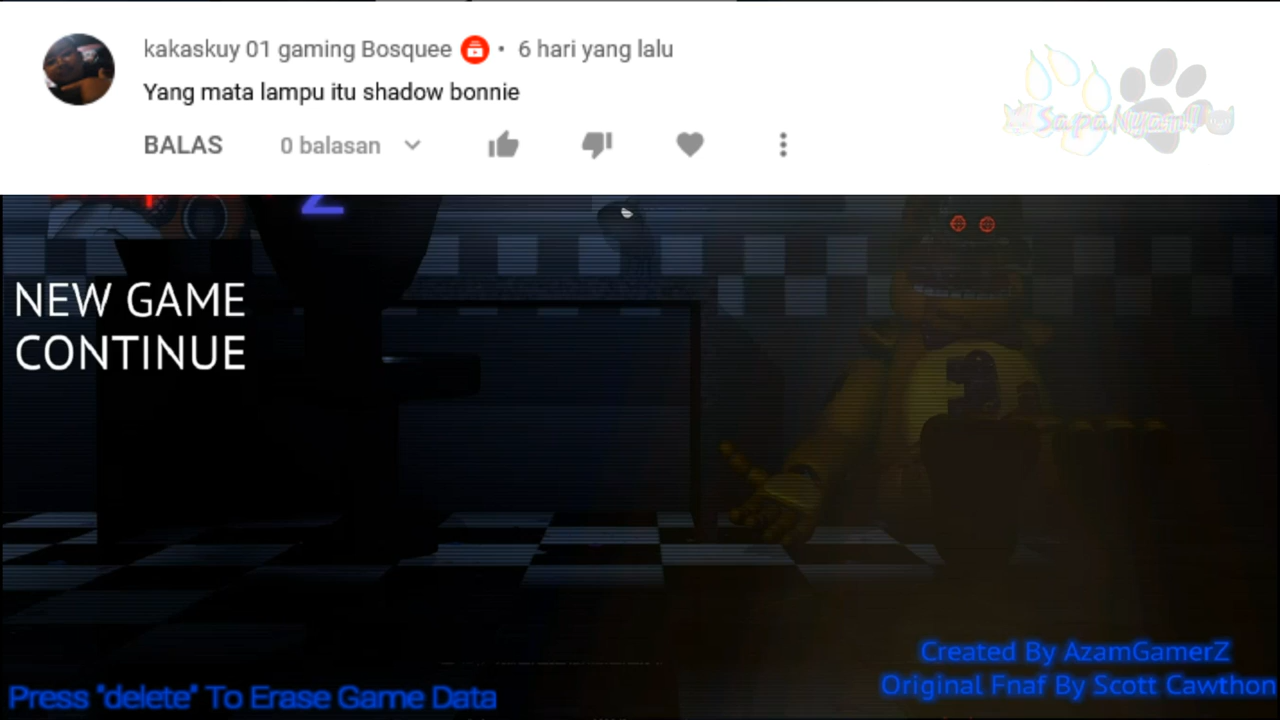 kakaskuy 01 gaming Bosquee • 6 hari yang lalu
Yang mata lampu itu shadow bonnie
BALAS 0 balasan
SapaNyamID
NEW GAME
CONTINUE
Created By AzamGamerZ
Press "delete" To Erase Game Data
Original Fnaf By Scott Cawthon